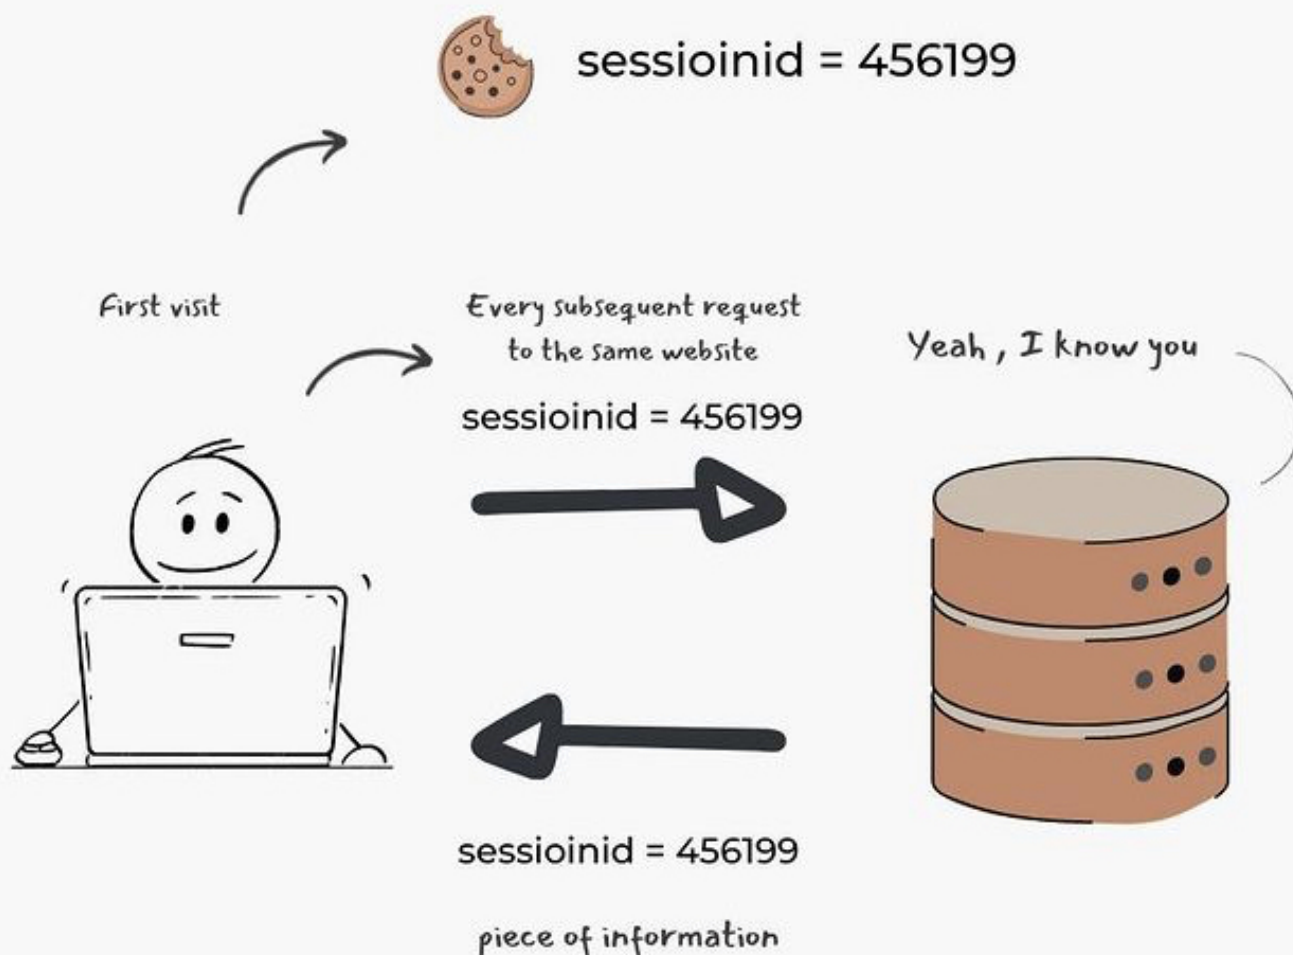 sessioinid = 456199
First visit
Every subsequent request
to the same website
sessioinid = 456199
Yeah , I know you
sessioinid = 456199
piece of information